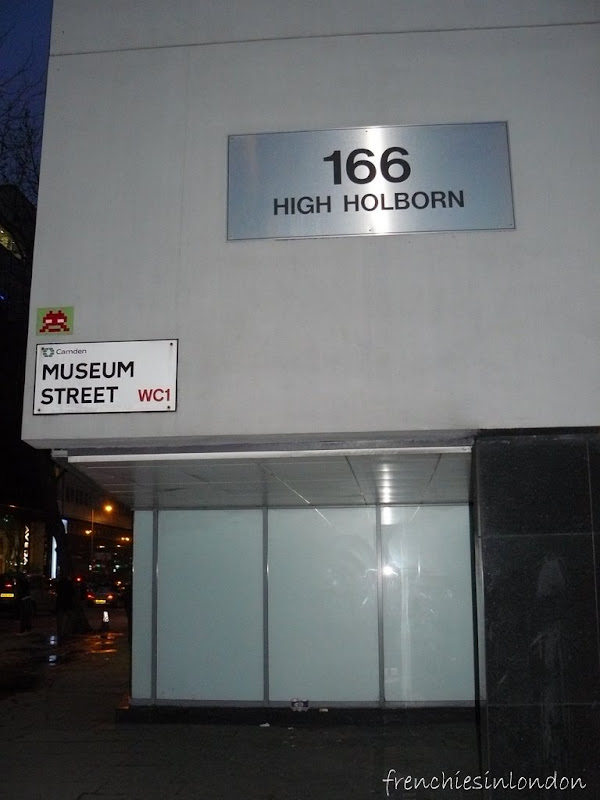 166
HIGH HOLBORN
Camden
MUSEUM
STREET WC1
frenchiesinlondon